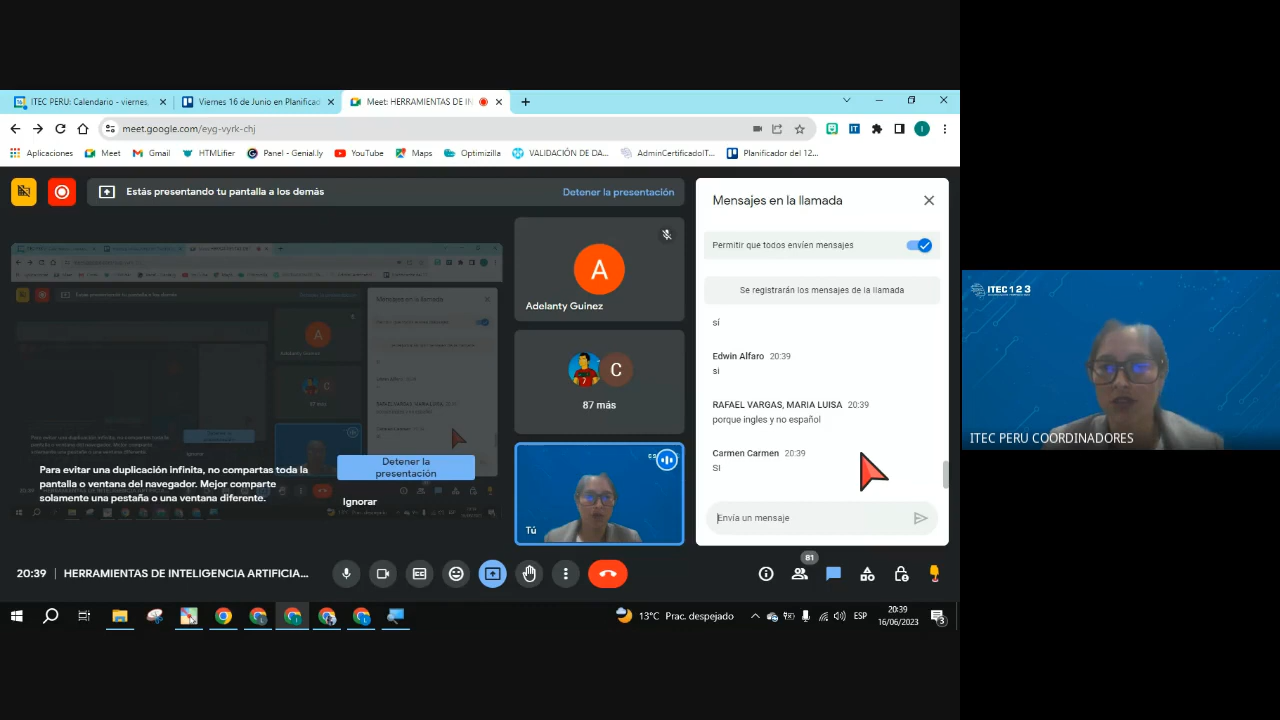 ITEC PERU: Calendario - viernes,
Viernes 16 de Junio en Planificad
Meet: HERRAMIENTAS DE IN
meet.google.com/eyg-vyrk-chj
Aplicaciones
Meet
Gmail
HTMLifier
Panel - Genial.ly
YouTube
Maps
Optimizilla
VALIDACIÓN DE DA...
AdminCertificadoIT...
Planificador del 12...
Estás presentando tu pantalla a los demás
Detener la presentación
A
Adelanty Guinez
C
87 más
Tú
Para evitar una duplicación infinita, no compartas toda la
pantalla o ventana del navegador. Mejor comparte
solamente una pestaña o una ventana diferente.
Detener la
presentación
Ignorar
Mensajes en la llamada
Permitir que todos envíen mensajes
Se registrarán los mensajes de la llamada
sí
Edwin Alfaro 20:39
si
RAFAEL VARGAS, MARIA LUISA 20:39
porque ingles y no español
Carmen Carmen 20:39
SI
Envía un mensaje
20:39 | HERRAMIENTAS DE INTELIGENCIA ARTIFICIA...
81
13°C Prac. despejado
ESP
20:39
16/06/2023
3
ITEC 1 2 3
ITEC PERU COORDINADORES